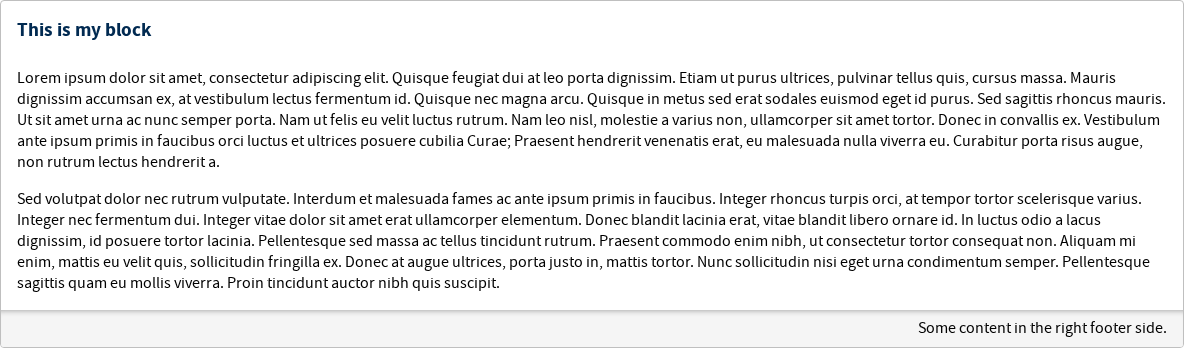 This is my block
Lorem ipsum dolor sit amet, consectetur adipiscing elit. Quisque feugiat dui at leo porta dignissim. Etiam ut purus ultrices, pulvinar tellus quis, cursus massa. Mauris
dignissim accumsan ex, at vestibulum lectus fermentum id. Quisque nec magna arcu. Quisque in metus sed erat sodales euismod eget id purus. Sed sagittis rhoncus mauris.
Ut sit amet urna ac nunc semper porta. Nam ut felis eu velit luctus rutrum. Nam leo nisl, molestie a varius non, ullamcorper sit amet tortor. Donec in convallis ex. Vestibulum
ante ipsum primis in faucibus orci luctus et ultrices posuere cubilia Curae; Praesent hendrerit venenatis erat, eu malesuada nulla viverra eu. Curabitur porta risus augue,
non rutrum lectus hendrerit a.
Sed volutpat dolor nec rutrum vulputate. Interdum et malesuada fames ac ante ipsum primis in faucibus. Integer rhoncus turpis orci, at tempor tortor scelerisque varius.
Integer nec fermentum dui. Integer vitae dolor sit amet erat ullamcorper elementum. Donec blandit lacinia erat, vitae blandit libero ornare id. In luctus odio a lacus
dignissim, id posuere tortor lacinia. Pellentesque sed massa ac tellus tincidunt rutrum. Praesent commodo enim nibh, ut consectetur tortor consequat non. Aliquam mi
enim, mattis eu velit quis, sollicitudin fringilla ex. Donec at augue ultrices, porta justo in, mattis tortor. Nunc sollicitudin nisi eget urna condimentum semper. Pellentesque
sagittis quam eu mollis viverra. Proin tincidunt auctor nibh quis suscipit.
Some content in the right footer side.